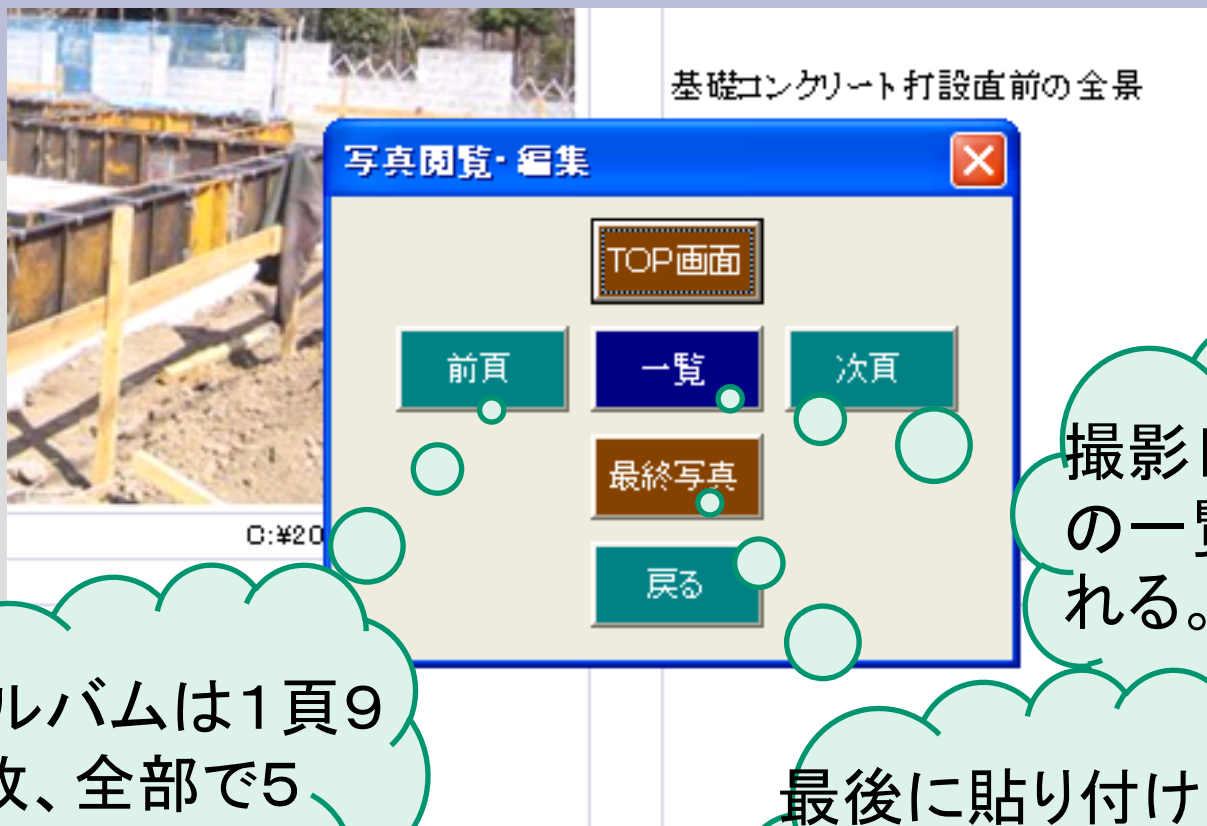 基礎コンクリート打設直前の全景
写真閲覧・編集
TOP画面
前頁
一覧
次頁
最終写真
戻る
C:¥20
撮影
の一覧
れる。
ルバムは1頁9
枚、全部で5
最後に貼り付け